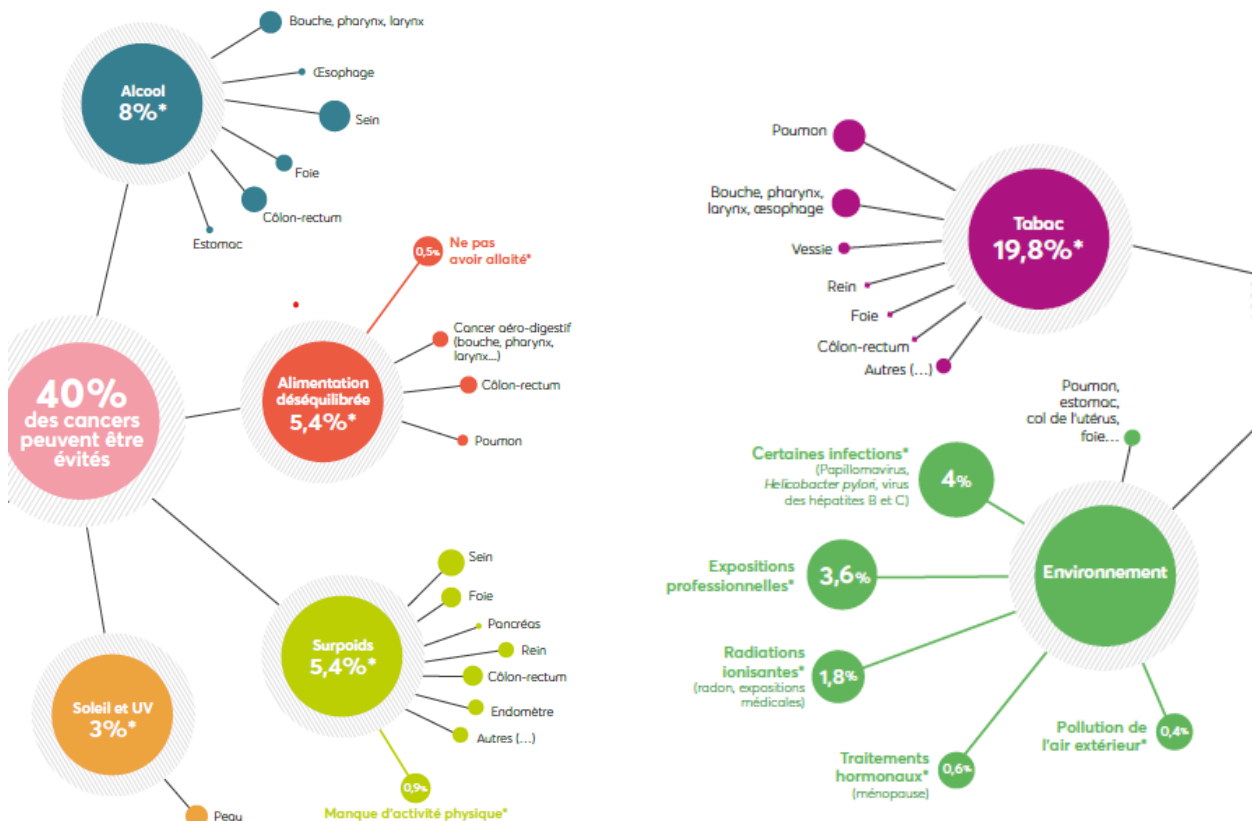 Bouche, pharynx, larynx
Alcool
8%*
Œsophage
Sein
Foie
Côlon-rectum
Estomac
0,5%
Ne pas
avoir allaité*
40%
des cancers
peuvent être
évités
Alimentation
déséquilibrée
5,4%*
Cancer aéro-digestif
(bouche, pharynx,
larynx...)
Côlon-rectum
Poumon
Soleil et UV
3%*
Peau
Surpoids
5,4%*
Sein
Foie
Pancréas
Rein
Côlon-rectum
Endomètre
Autres (...)
0,9%
Manque d'activité physique*
Poumon
Bouche, pharynx,
larynx, œsophage
Vessie
Rein
Foie
Côlon-rectum
Autres (...)
Tabac
19,8%*
Poumon,
estomac,
col de l'utérus,
foie...
Certaines infections*
(Papillomavirus,
Helicobacter pylori, virus
des hépatites B et C)
4%
Expositions
professionnelles*
3,6%
Environnement
Radiations
ionisantes*
(radon, expositions
médicales)
1,8%
Traitements
hormonaux*
(ménopause)
0,6%
Pollution de
l'air extérieur*
0,4%